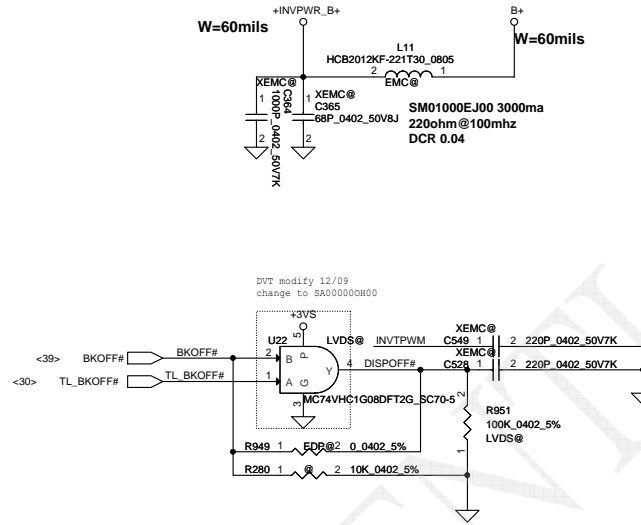 +INVPWR_B+
B+
W=60mils
W=60mils
L11
HCB2012KF-221T30_0805
2
1
EMC@
XEMC@
C364
1000P_0402_50V7K
1
2
XEMC@
C365
68P_0402_50V8J
1
2
SM01000EJ00 3000ma
220ohm@100mhz
DCR 0.04
DVT modify 12/09
change to SA00000OH00
+3VS
U22
5
LVDS@
P
B
A
G
Y
2
1
4
3
MC74VHC1G08DFT2G_SC70-5
<39>
BKOFF#
BKOFF#
<30>
TL_BKOFF#
TL_BKOFF#
INVTPWM
DISPOFF#
XEMC@
C549 1 2 220P_0402_50V7K
XEMC@
C528 1 2 220P_0402_50V7K
2
R951
100K_0402_5%
LVDS@
1
R949 1 EDP@ 2 0_0402_5%
R280 1 @ 2 10K_0402_5%
ENTI